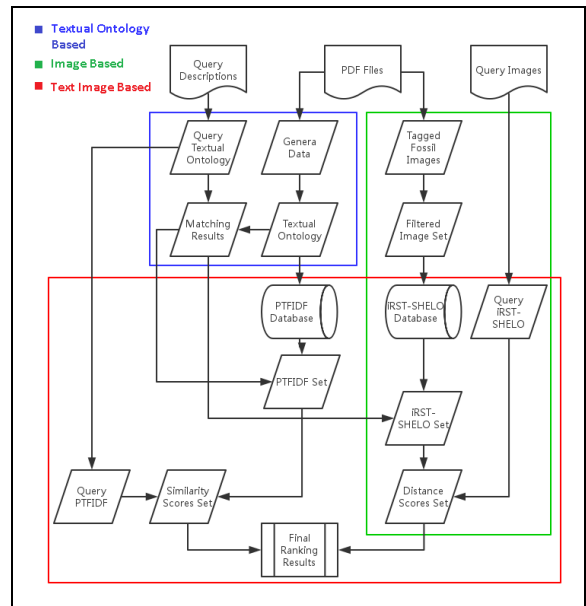 Textual Ontology
Based
Image Based
Text Image Based
Query
Descriptions
PDF Files
Query Images
Query
Textual
Ontology
Genera
Data
Tagged
Fossil
Images
Matching
Results
Textual
Ontology
Filtered
Image Set
PTFIDF
Database
iRST-SHELO
Database
Query
iRST-
SHELO
PTFIDF Set
iRST-
SHELO Set
Query
PTFIDF
Similarity
Scores Set
Distance
Scores Set
Final
Ranking
Results